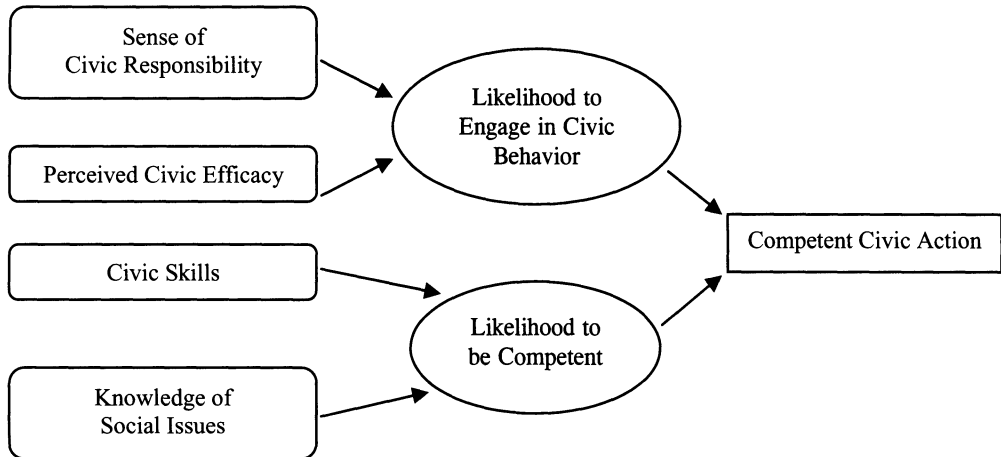 Sense of
Civic Responsibility
Perceived Civic Efficacy
Civic Skills
Knowledge of
Social Issues
Likelihood to
Engage in Civic
Behavior
Likelihood to
be Competent
Competent Civic Action